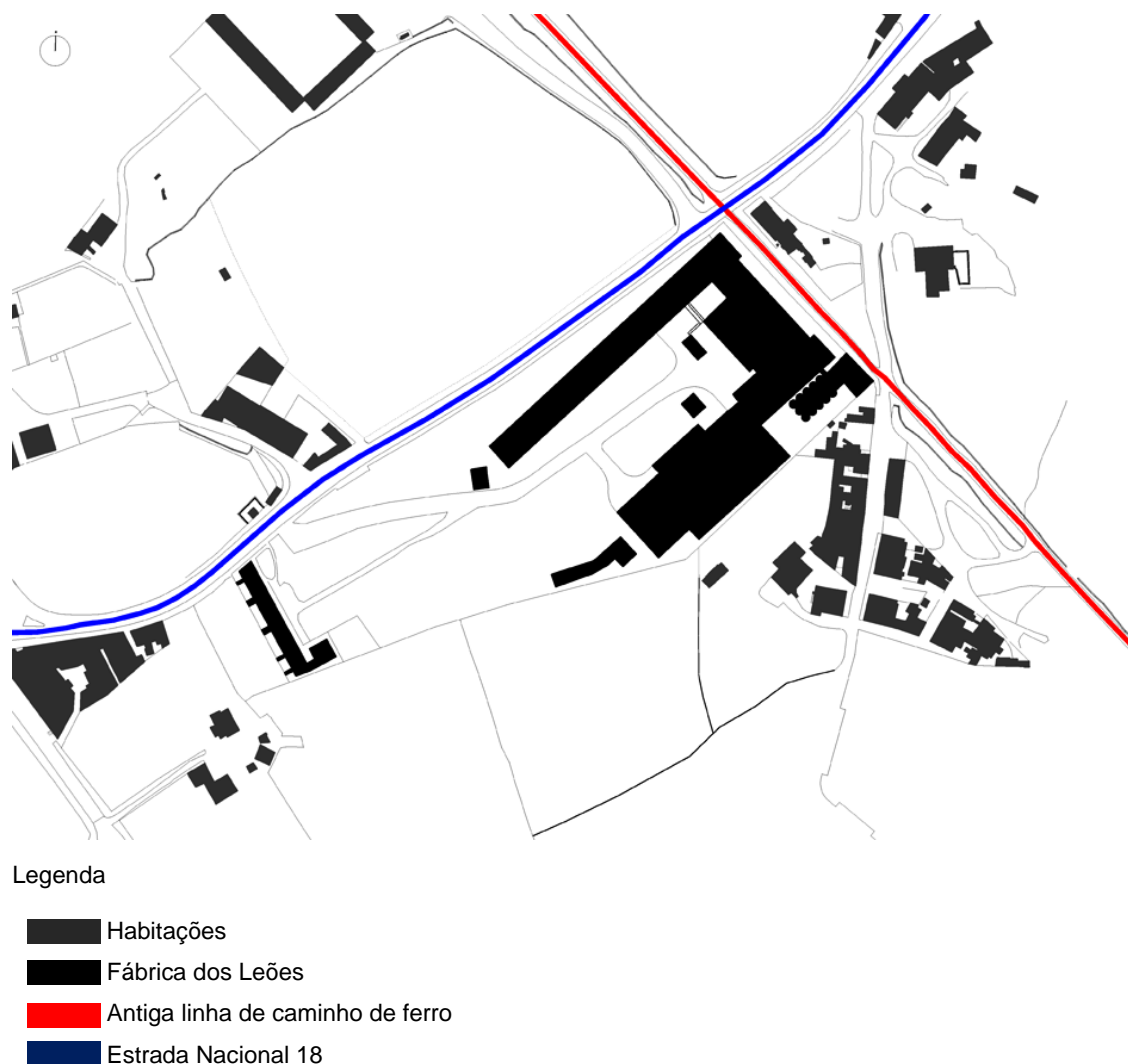 Legenda
Habitações
Fábrica dos Leões
Antiga linha de caminho de ferro
Estrada Nacional 18